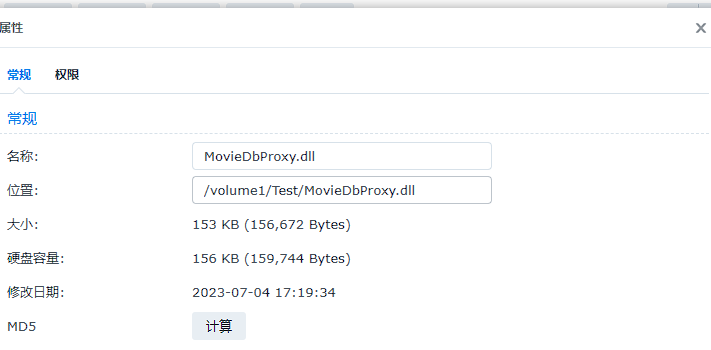 属性
常规 权限
常规
名称: MovieDbProxy.dll
位置: /volume1/Test/MovieDbProxy.dll
大小: 153 KB (156,672 Bytes)
硬盘容量: 156 KB (159,744 Bytes)
修改日期: 2023-07-04 17:19:34
MD5 计算